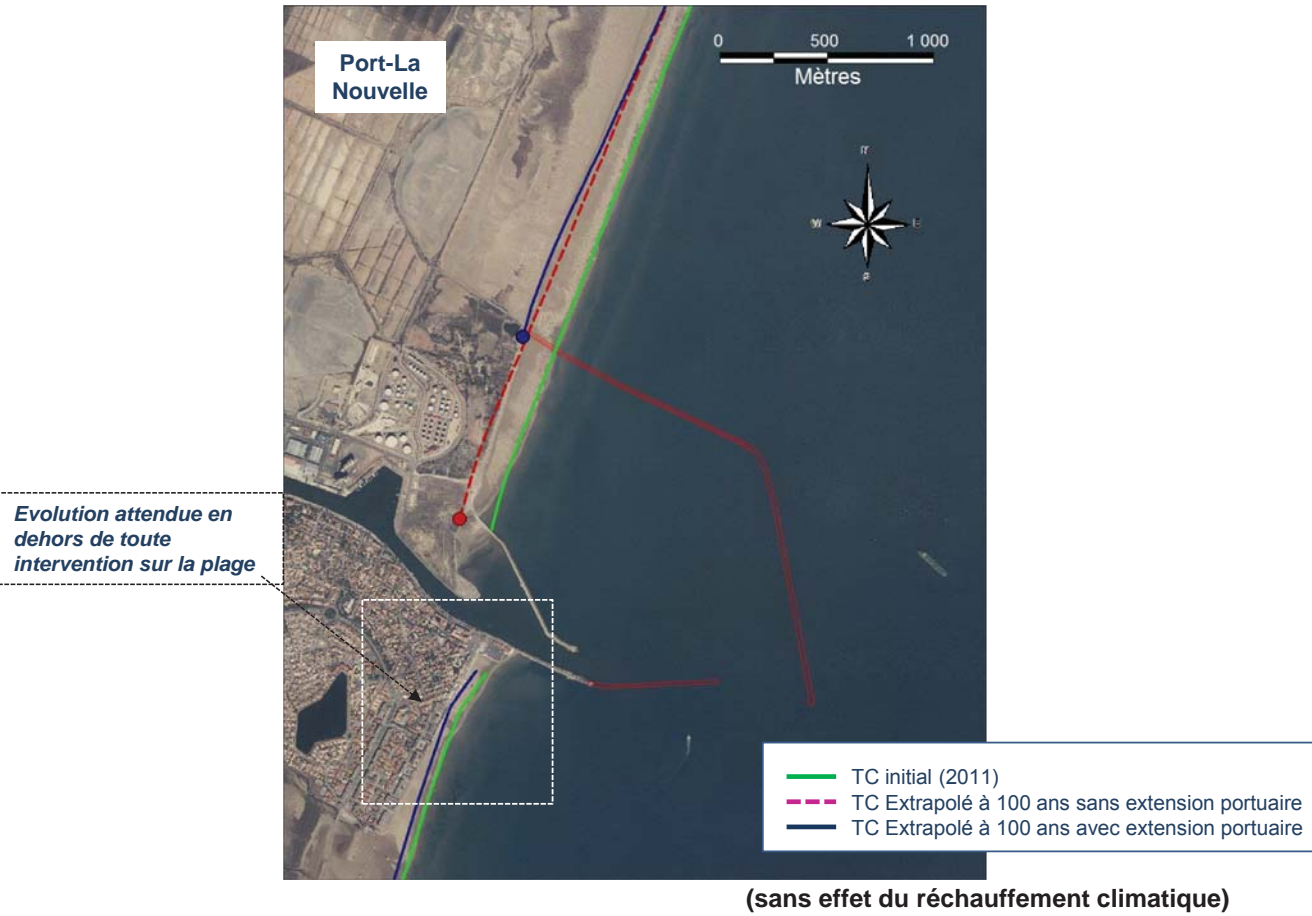 Port-La
Nouvelle
0 500 1 000
Mètres
N
W E
S
Evolution attendue en
dehors de toute
intervention sur la plage
TC initial (2011)
TC Extrapolé à 100 ans sans extension portuaire
TC Extrapolé à 100 ans avec extension portuaire
(sans effet du réchauffement climatique)